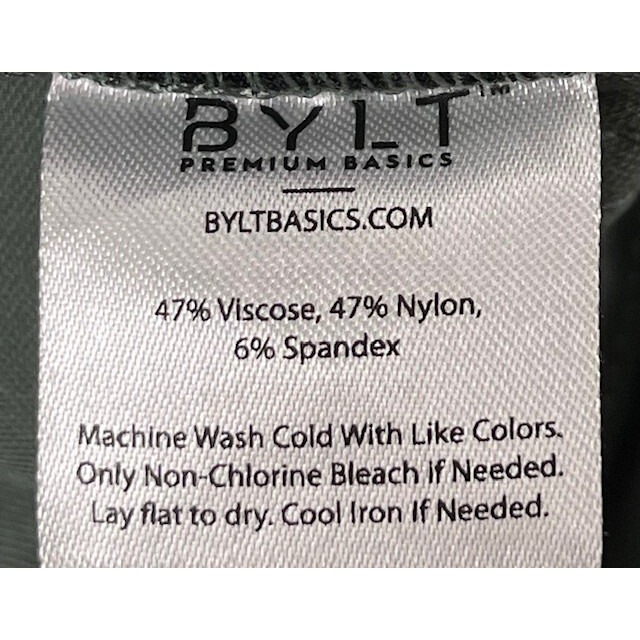 BYLT™
PREMIUM BASICS
BYLTBASICS.COM
47% Viscose, 47% Nylon,
6% Spandex
Machine Wash Cold With Like Colors.
Only Non-Chlorine Bleach if Needed.
Lay flat to dry. Cool Iron If Needed.